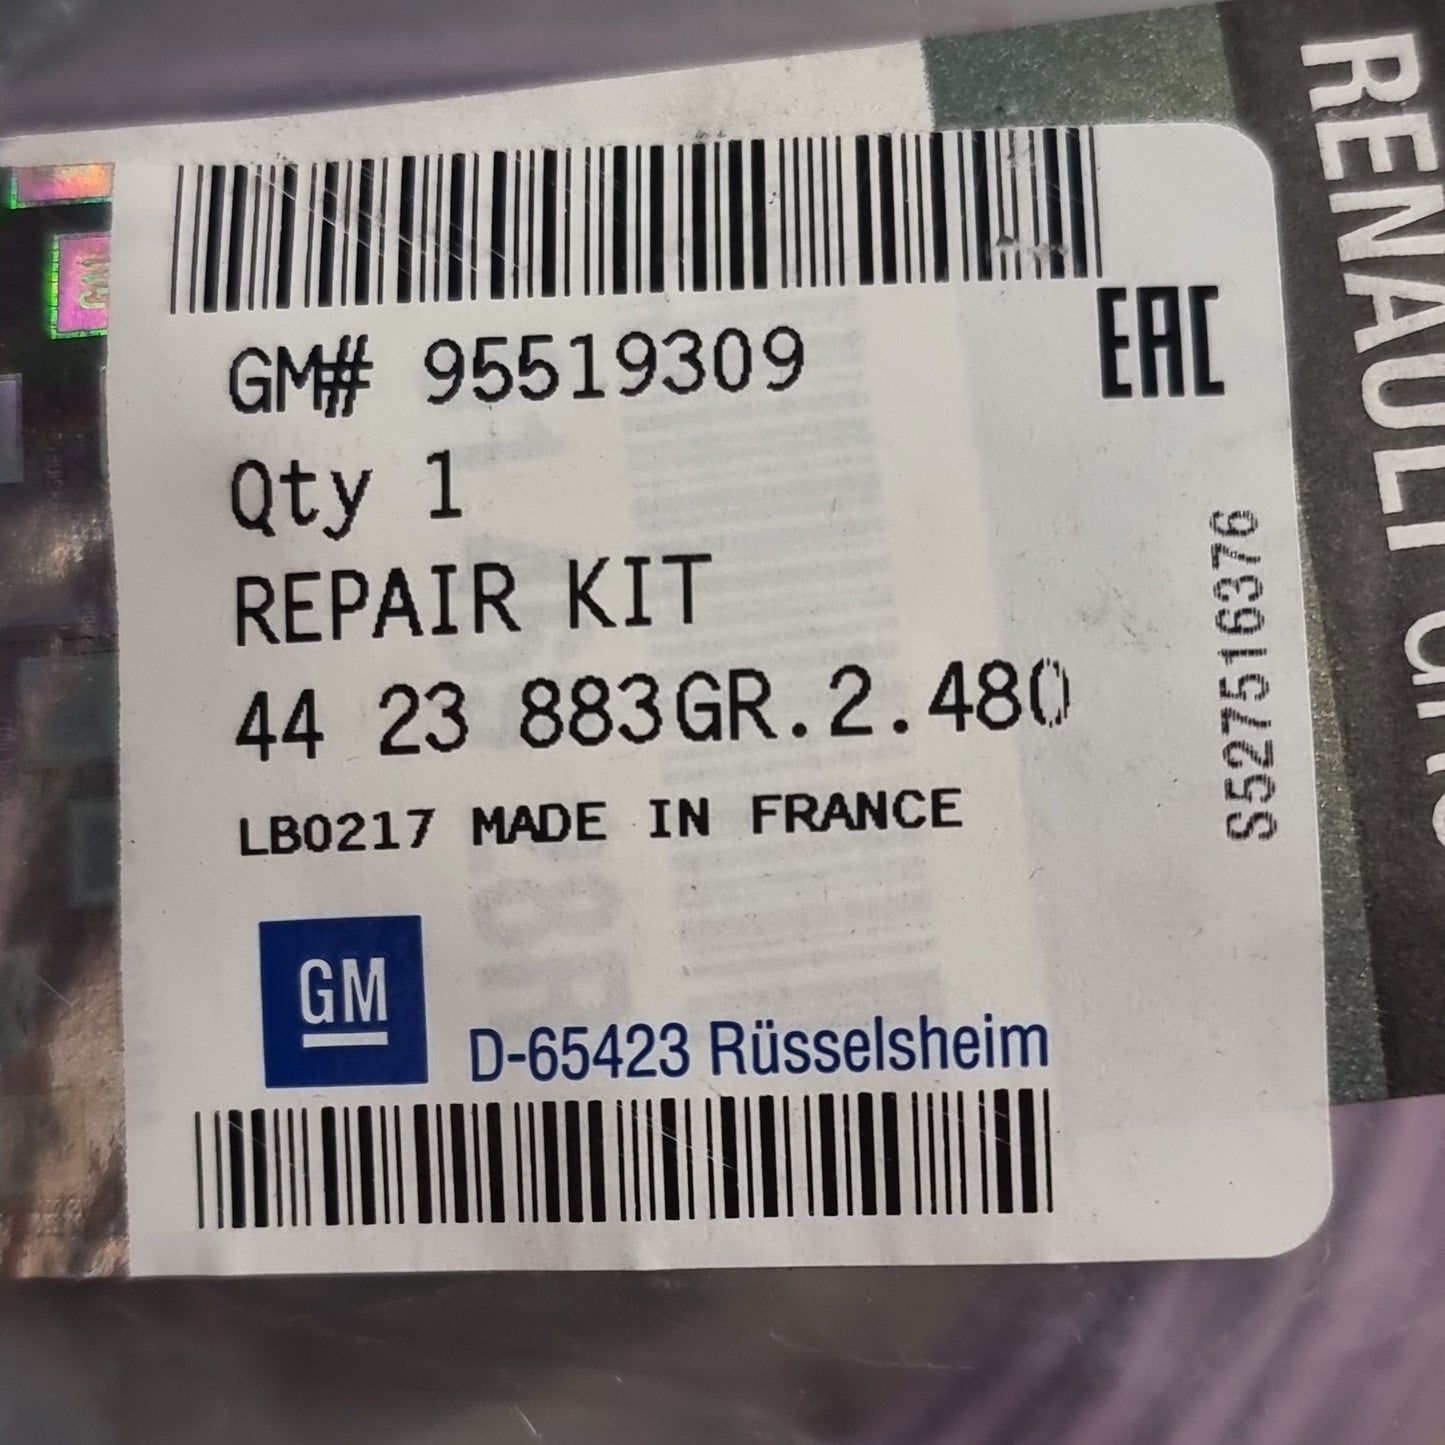 GM# 95519309
EAC
Qty 1
REPAIR KIT
44 23 883GR.2.480
LB0217 MADE IN FRANCE
GM
D-65423 Rüsselsheim
S527516376
RENAULT